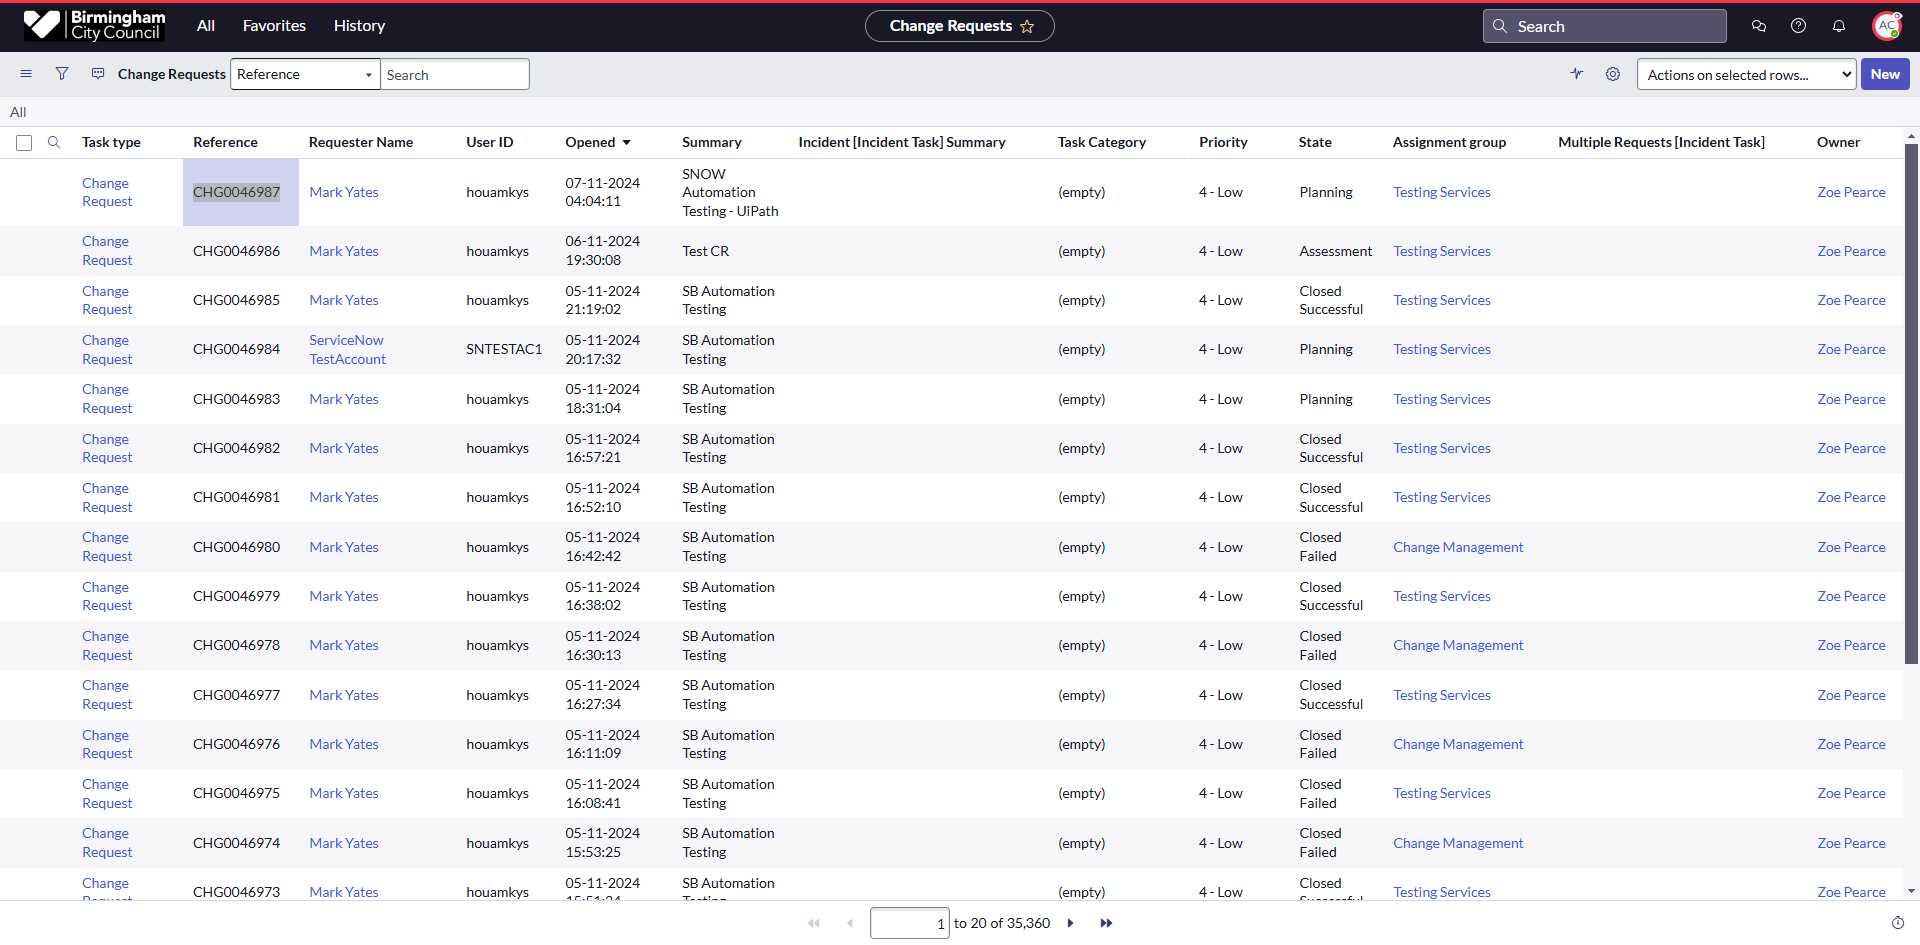 Birmingham
City Council
All
Favorites
History
Change Requests
Search
AC
Change Requests
Reference
Search
Actions on selected rows...
New
All
Task type Reference Requester Name User ID Opened Summary Incident [Incident Task] Summary Task Category Priority State Assignment group Multiple Requests [Incident Task] Owner
Change Request CHG0046987 Mark Yates houamkys 07-11-2024 04:04:11 SNOW Automation Testing - UiPath (empty) 4 - Low Planning Testing Services Zoe Pearce
Change Request CHG0046986 Mark Yates houamkys 06-11-2024 19:30:08 Test CR (empty) 4 - Low Assessment Testing Services Zoe Pearce
Change Request CHG0046985 Mark Yates houamkys 05-11-2024 21:19:02 SB Automation Testing (empty) 4 - Low Closed Successful Testing Services Zoe Pearce
Change Request CHG0046984 ServiceNow TestAccount SNTESTAC1 05-11-2024 20:17:32 SB Automation Testing (empty) 4 - Low Planning Testing Services Zoe Pearce
Change Request CHG0046983 Mark Yates houamkys 05-11-2024 18:31:04 SB Automation Testing (empty) 4 - Low Planning Testing Services Zoe Pearce
Change Request CHG0046982 Mark Yates houamkys 05-11-2024 16:57:21 SB Automation Testing (empty) 4 - Low Closed Successful Testing Services Zoe Pearce
Change Request CHG0046981 Mark Yates houamkys 05-11-2024 16:52:10 SB Automation Testing (empty) 4 - Low Closed Successful Testing Services Zoe Pearce
Change Request CHG0046980 Mark Yates houamkys 05-11-2024 16:42:42 SB Automation Testing (empty) 4 - Low Closed Failed Change Management Zoe Pearce
Change Request CHG0046979 Mark Yates houamkys 05-11-2024 16:38:02 SB Automation Testing (empty) 4 - Low Closed Successful Testing Services Zoe Pearce
Change Request CHG0046978 Mark Yates houamkys 05-11-2024 16:30:13 SB Automation Testing (empty) 4 - Low Closed Failed Change Management Zoe Pearce
Change Request CHG0046977 Mark Yates houamkys 05-11-2024 16:27:34 SB Automation Testing (empty) 4 - Low Closed Successful Testing Services Zoe Pearce
Change Request CHG0046976 Mark Yates houamkys 05-11-2024 16:11:09 SB Automation Testing (empty) 4 - Low Closed Failed Change Management Zoe Pearce
Change Request CHG0046975 Mark Yates houamkys 05-11-2024 16:08:41 SB Automation Testing (empty) 4 - Low Closed Failed Testing Services Zoe Pearce
Change Request CHG0046974 Mark Yates houamkys 05-11-2024 15:53:25 SB Automation Testing (empty) 4 - Low Closed Failed Change Management Zoe Pearce
Change CHG0046973 Mark Yates houamkys 05-11-2024 SB Automation (empty) 4 - Low Closed Testing Services Zoe Pearce
1 to 20 of 35,360